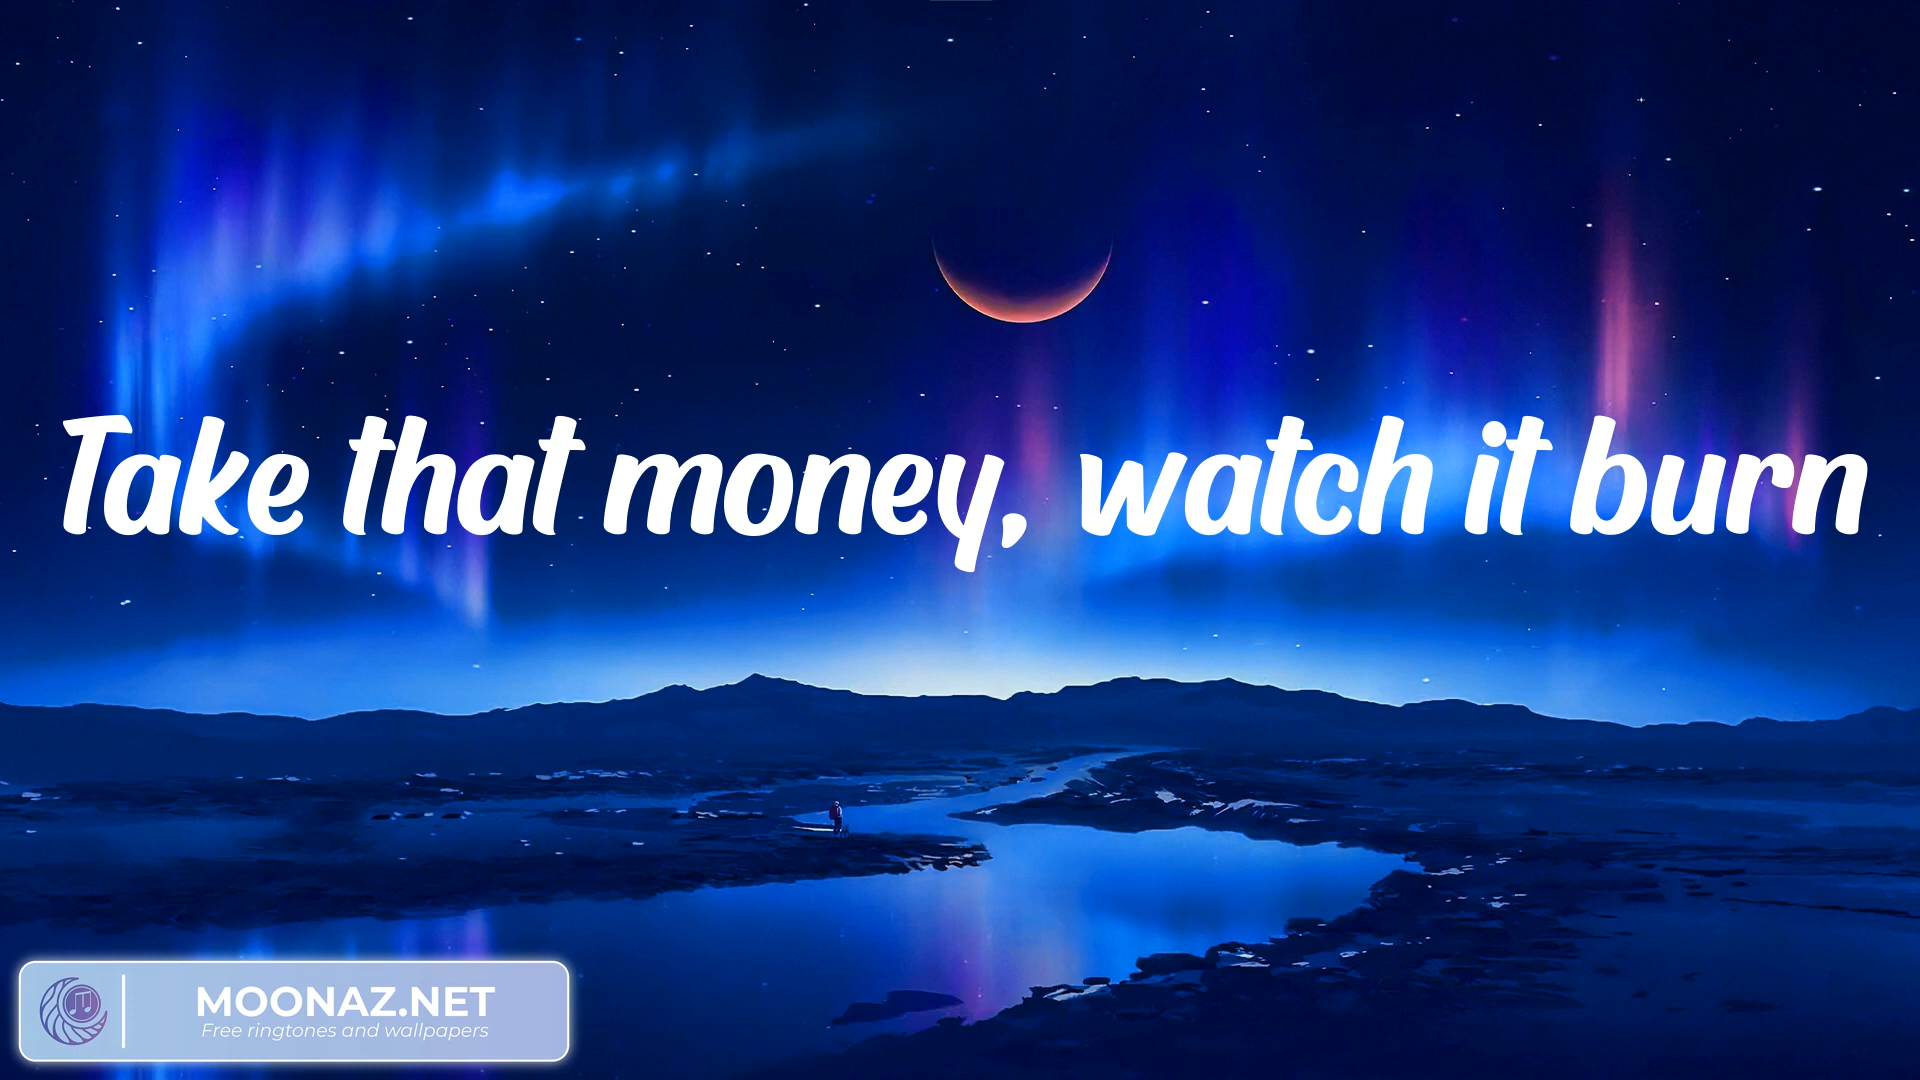 Take that money, watch it burn
MOONAZ.NET
Free ringtones and wallpapers